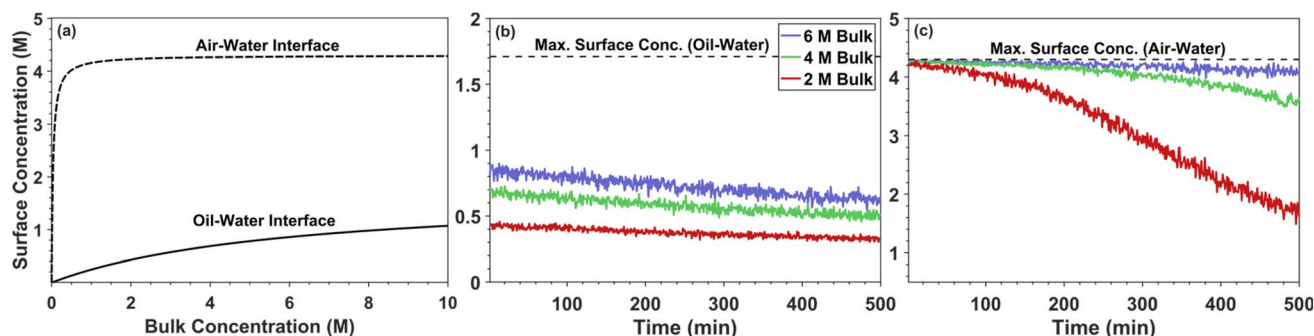 (a)
Air-Water Interface
Oil-Water Interface
Surface Concentration (M)
5
4
3
2
1
0 2 4 6 8 10
Bulk Concentration (M)
(b)
Max. Surface Conc. (Oil-Water)
6 M Bulk
4 M Bulk
2 M Bulk
2
1.5
1
0.5
0
100 200 300 400 500
Time (min)
(c)
Max. Surface Conc. (Air-Water)
5
4
3
2
1
100 200 300 400 500
Time (min)